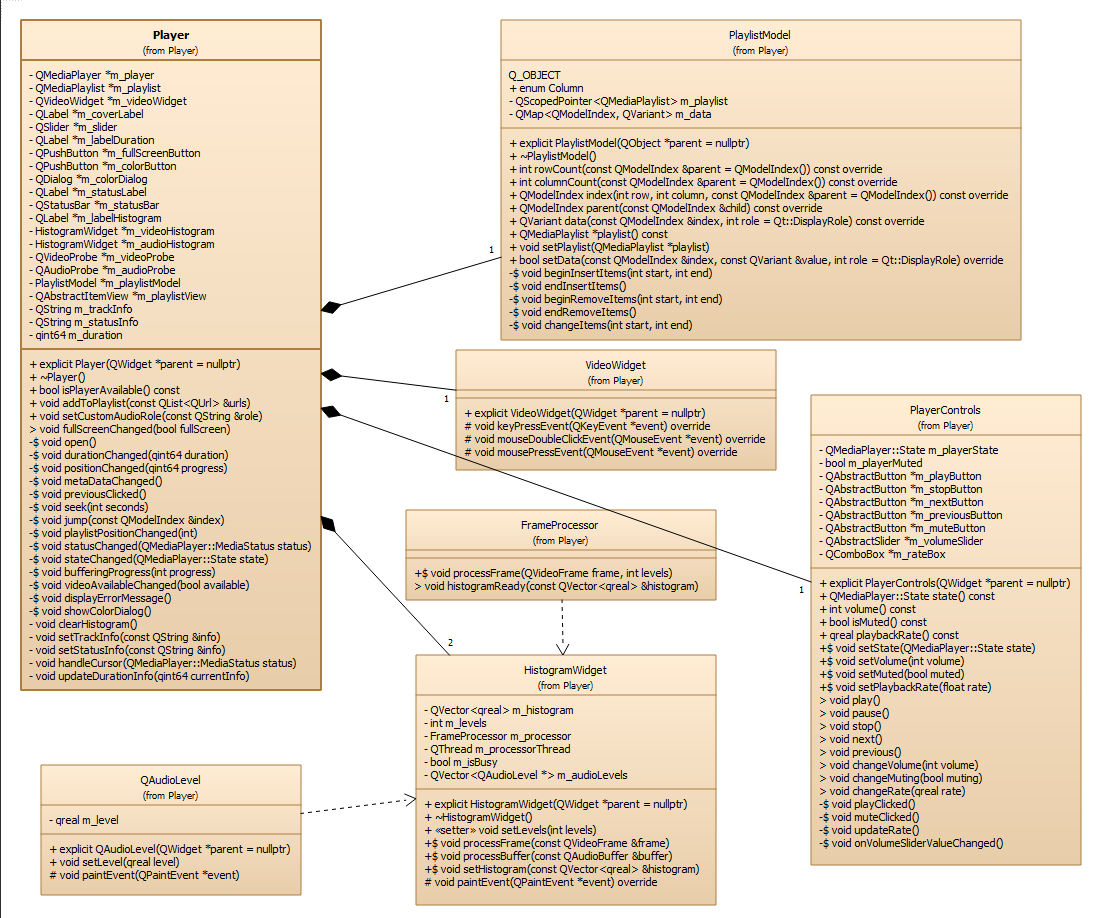 Player
(from Player)
- QMediaPlayer *m_player
- QMediaPlaylist *m_playlist
- QVideoWidget *m_videoWidget
- QLabel *m_coverLabel
- QSlider *m_slider
- QLabel *m_labelDuration
- QPushButton *m_fullScreenButton
- QPushButton *m_colorButton
- QDialog *m_colorDialog
- QLabel *m_statusLabel
- QStatusBar *m_statusBar
- QLabel *m_labelHistogram
- HistogramWidget *m_videoHistogram
- HistogramWidget *m_audioHistogram
- QVideoProbe *m_videoProbe
- QAudioProbe *m_audioProbe
- PlaylistModel *m_playlistModel
- QAbstractItemView *m_playlistView
- QString m_trackInfo
- QString m_statusInfo
- qint64 m_duration
+ explicit Player(QWidget *parent = nullptr)
+ ~Player()
+ bool isPlayerAvailable() const
+ void addToPlaylist(const QList<QUrl> &urls)
+ void setCustomAudioRole(const QString &role)
> void fullScreenChanged(bool fullScreen)
-$ void open()
-$ void durationChanged(qint64 duration)
-$ void positionChanged(qint64 progress)
-$ void metaDataChanged()
-$ void previousClicked()
-$ void seek(int seconds)
-$ void jump(const QModelIndex &index)
-$ void playlistPositionChanged(int)
-$ void statusChanged(QMediaPlayer::MediaStatus status)
-$ void stateChanged(QMediaPlayer::State state)
-$ void bufferingProgress(int progress)
-$ void videoAvailableChanged(bool available)
-$ void displayErrorMessage()
-$ void showColorDialog()
- void clearHistogram()
- void setTrackInfo(const QString &info)
- void setStatusInfo(const QString &info)
- void handleCursor(QMediaPlayer::MediaStatus status)
- void updateDurationInfo(qint64 currentInfo)
PlaylistModel
(from Player)
Q_OBJECT
+ enum Column
- QScopedPointer<QMediaPlaylist> m_playlist
- QMap<QModelIndex, QVariant> m_data
+ explicit PlaylistModel(QObject *parent = nullptr)
+ ~PlaylistModel()
+ int rowCount(const QModelIndex &parent = QModelIndex()) const override
+ int columnCount(const QModelIndex &parent = QModelIndex()) const override
+ QModelIndex index(int row, int column, const QModelIndex &parent = QModelIndex()) const override
+ QModelIndex parent(const QModelIndex &child) const override
+ QVariant data(const QModelIndex &index, int role = Qt::DisplayRole) const override
+ QMediaPlaylist *playlist() const
+ void setPlaylist(QMediaPlaylist *playlist)
+ bool setData(const QModelIndex &index, const QVariant &value, int role = Qt::DisplayRole) override
-$ void beginInsertItems(int start, int end)
-$ void endInsertItems()
-$ void beginRemoveItems(int start, int end)
-$ void endRemoveItems()
-$ void changeItems(int start, int end)
1
VideoWidget
(from Player)
+ explicit VideoWidget(QWidget *parent = nullptr)
# void keyPressEvent(QKeyEvent *event) override
# void mouseDoubleClickEvent(QMouseEvent *event) override
# void mousePressEvent(QMouseEvent *event) override
1
PlayerControls
(from Player)
- QMediaPlayer::State m_playerState
- bool m_playerMuted
- QAbstractButton *m_playButton
- QAbstractButton *m_stopButton
- QAbstractButton *m_nextButton
- QAbstractButton *m_previousButton
- QAbstractButton *m_muteButton
- QAbstractSlider *m_volumeSlider
- QComboBox *m_rateBox
+ explicit PlayerControls(QWidget *parent = nullptr)
+ QMediaPlayer::State state() const
+ int volume() const
+ bool isMuted() const
+ qreal playbackRate() const
+$ void setState(QMediaPlayer::State state)
+$ void setVolume(int volume)
+$ void setMuted(bool muted)
+$ void setPlaybackRate(float rate)
> void play()
> void pause()
> void stop()
> void next()
> void previous()
> void changeVolume(int volume)
> void changeMuting(bool muting)
> void changeRate(qreal rate)
-$ void playClicked()
-$ void muteClicked()
-$ void updateRate()
-$ void onVolumeSliderValueChanged()
1
FrameProcessor
(from Player)
+$ void processFrame(QVideoFrame frame, int levels)
> void histogramReady(const QVector<qreal> &histogram)
2
HistogramWidget
(from Player)
- QVector<qreal> m_histogram
- int m_levels
- FrameProcessor m_processor
- QThread m_processorThread
- bool m_isBusy
- QVector<QAudioLevel *> m_audioLevels
+ explicit HistogramWidget(QWidget *parent = nullptr)
+ ~HistogramWidget()
+ «setter» void setLevels(int levels)
+$ void processFrame(const QVideoFrame &frame)
+$ void processBuffer(const QAudioBuffer &buffer)
+$ void setHistogram(const QVector<qreal> &histogram)
# void paintEvent(QPaintEvent *event) override
QAudioLevel
(from Player)
- qreal m_level
+ explicit QAudioLevel(QWidget *parent = nullptr)
+ void setLevel(qreal level)
# void paintEvent(QPaintEvent *event)